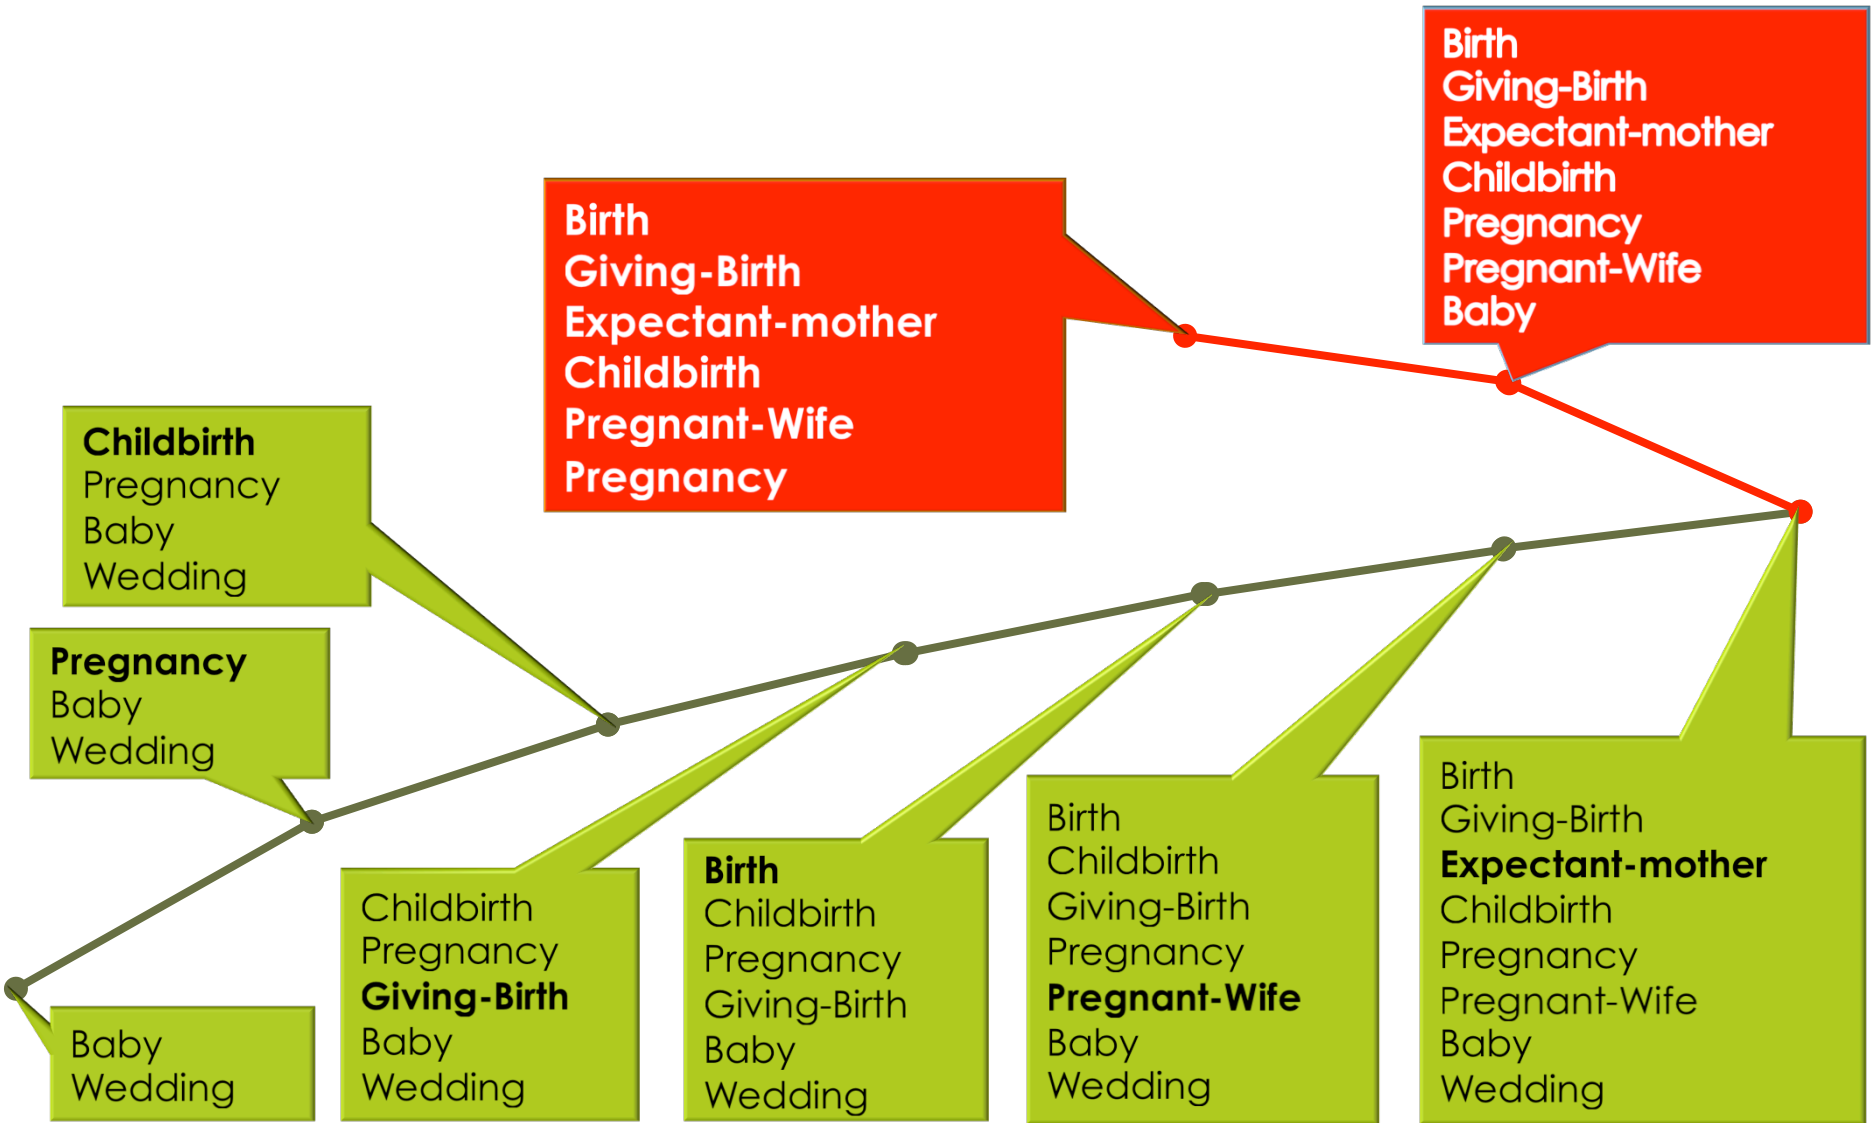 Birth
Giving-Birth
Expectant-mother
Childbirth
Pregnancy
Pregnant-Wife
Baby
Birth
Giving-Birth
Expectant-mother
Childbirth
Pregnant-Wife
Pregnancy
Childbirth
Pregnancy
Baby
Wedding
Pregnancy
Baby
Wedding
Baby
Wedding
Childbirth
Pregnancy
Giving-Birth
Baby
Wedding
Birth
Childbirth
Pregnancy
Giving-Birth
Baby
Wedding
Birth
Childbirth
Giving-Birth
Pregnancy
Pregnant-Wife
Baby
Wedding
Birth
Giving-Birth
Expectant-mother
Childbirth
Pregnancy
Pregnant-Wife
Baby
Wedding